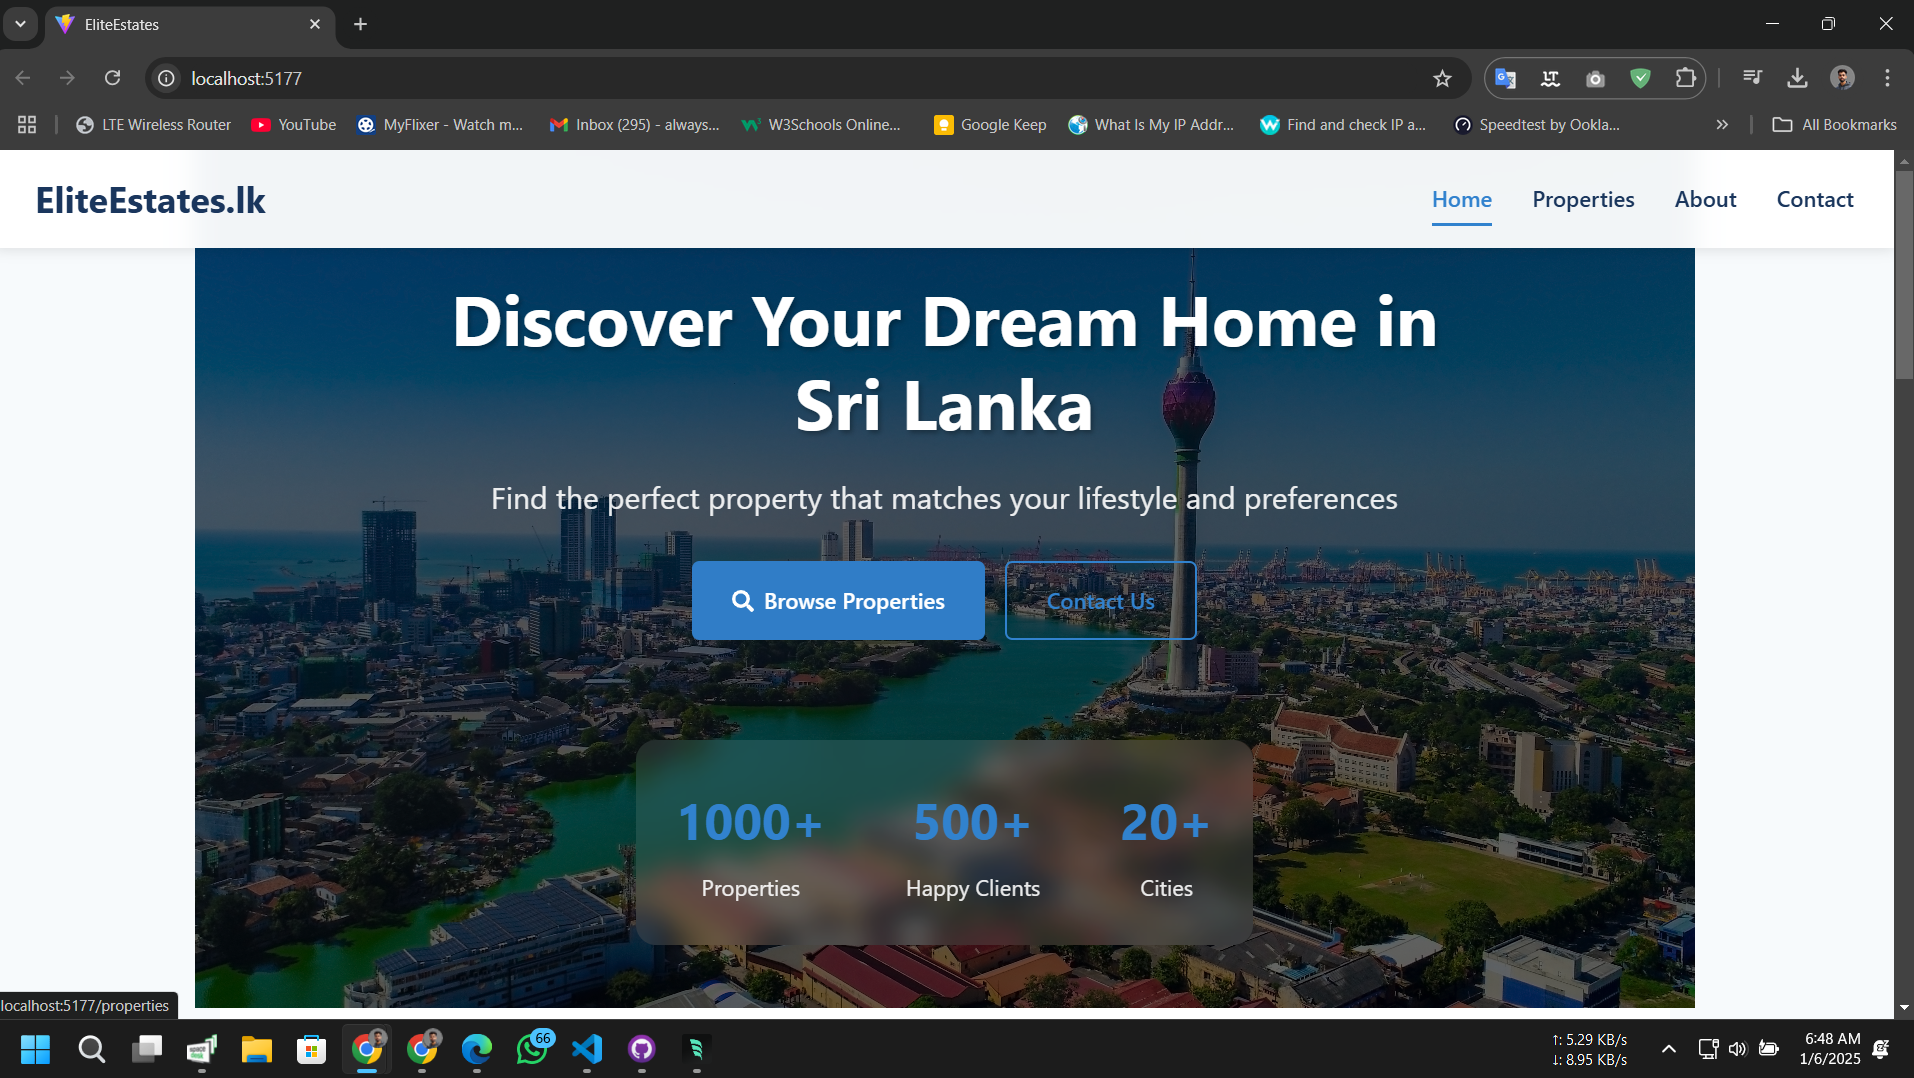 EliteEstates
localhost:5177
LTE Wireless Router
YouTube
MyFlixer - Watch m...
Inbox (295) - always...
W3Schools Online...
Google Keep
What Is My IP Addr...
Find and check IP a...
Speedtest by Ookla...
All Bookmarks
EliteEstates.lk
Home
Properties
About
Contact
Discover Your Dream Home in
Sri Lanka
Find the perfect property that matches your lifestyle and preferences
Browse Properties
Contact Us
1000+
500+
20+
Properties
Happy Clients
Cities
localhost:5177/properties
space
desk
66
↑: 5.29 KB/s
↓: 8.95 KB/s
6:48 AM
1/6/2025